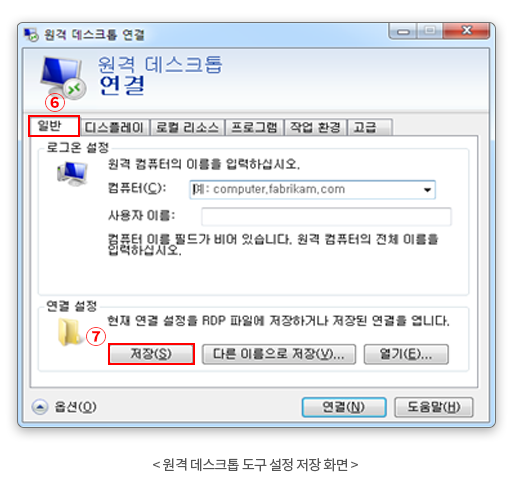 원격 데스크톱 연결
원격 데스크톱
연결
⑥
일반 디스플레이 로컬 리소스 프로그램 작업 환경 고급
로그온 설정
원격 컴퓨터의 이름을 입력하십시오.
컴퓨터(C): 예: computer.fabrikam.com
사용자 이름:
컴퓨터 이름 필드가 비어 있습니다. 원격 컴퓨터의 전체 이름을
입력하십시오.
연결 설정
현재 연결 설정을 RDP 파일에 저장하거나 저장된 연결을 엽니다.
⑦
저장(S) 다른 이름으로 저장(V)... 열기(E)...
옵션(O) 연결(N) 도움말(H)
< 원격 데스크톱 도구 설정 저장 화면 >